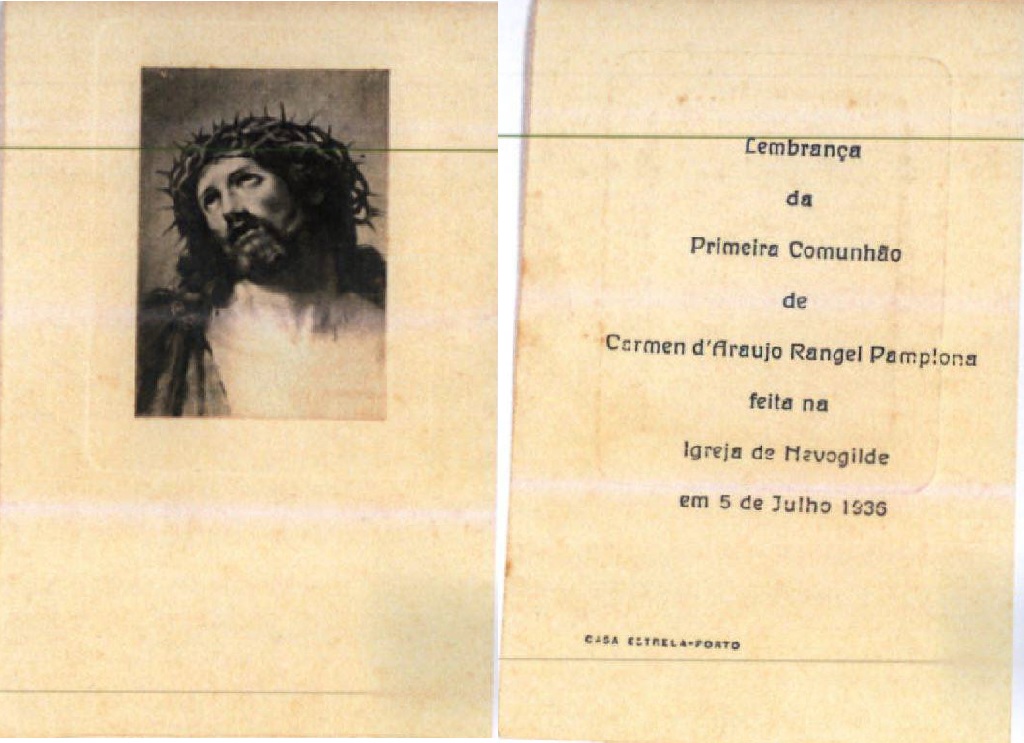 Lembrança
da
Primeira Comunhão
de
Carmen d'Araujo Rangel Pamplona
feita na
Igreja de Nevogilde
em 5 de Julho 1936
CASA ESTRELA-PORTO